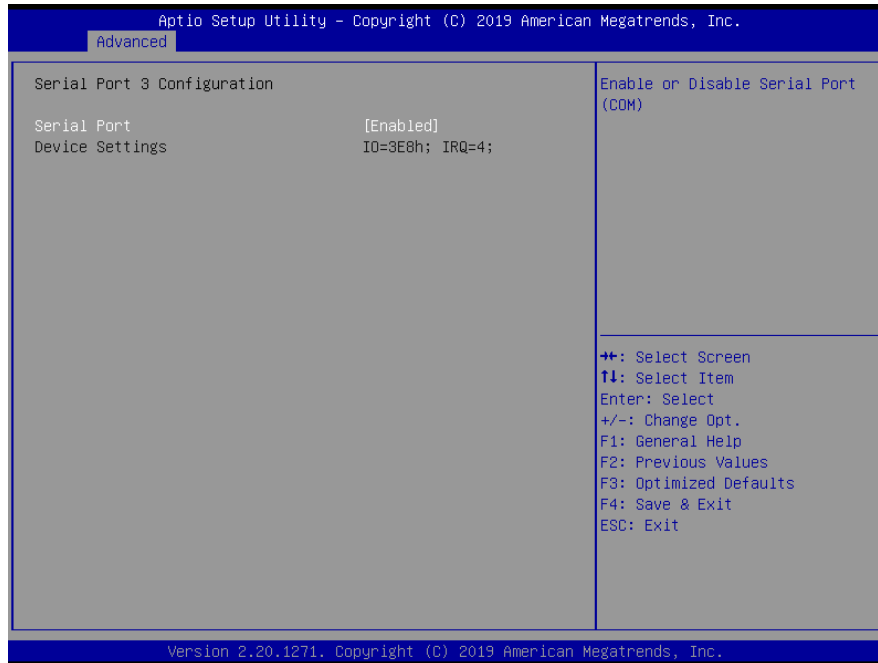 Aptio Setup Utility – Copyright (C) 2019 American Megatrends, Inc.
Advanced
Serial Port 3 Configuration
Serial Port [Enabled]
Device Settings IO=3E8h; IRQ=4;
Enable or Disable Serial Port
(COM)
→←: Select Screen
↑↓: Select Item
Enter: Select
+/-: Change Opt.
F1: General Help
F2: Previous Values
F3: Optimized Defaults
F4: Save & Exit
ESC: Exit
Version 2.20.1271. Copyright (C) 2019 American Megatrends, Inc.